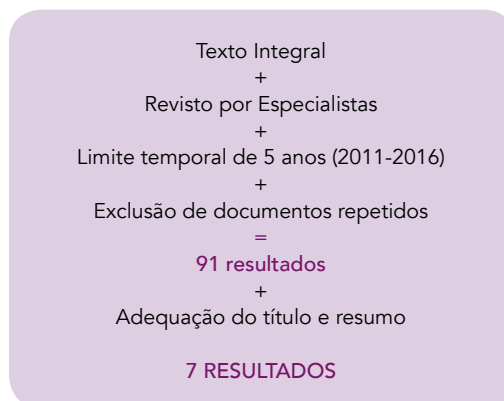 Texto Integral
+
Revisto por Especialistas
+
Limite temporal de 5 anos (2011-2016)
+
Exclusão de documentos repetidos
=
91 resultados
+
Adequação do título e resumo
7 RESULTADOS